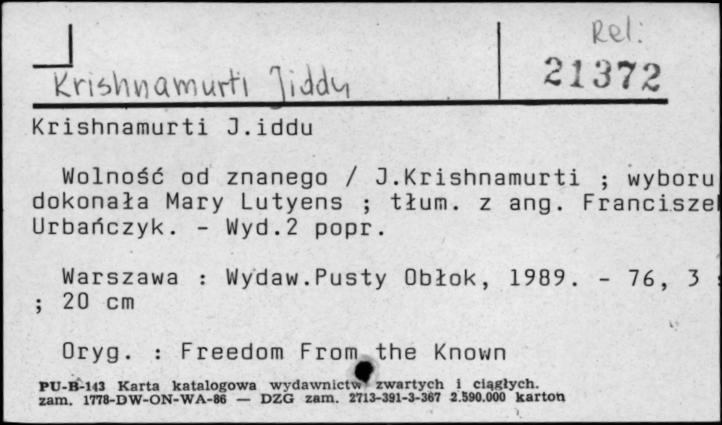 Rel.
21372
Krishnamurti Jiddu
Krishnamurti J.iddu
Wolność od znanego / J.Krishnamurti ; wyboru
dokonała Mary Lutyens ; tłum. z ang.
Urbańczyk. - Wyd.2 popr.
Warszawa : Wydaw.Pusty Obłok, 1989. - 76, 3
; 20 cm
Oryg. : Freedom From the Known
PU-B-143 Karta katalogowa wydawnictw zwartych i ciągłych.
zam. 1778-DW-ON-WA-86 — DZG zam. 2713-391-3-367 2.590.000 karton